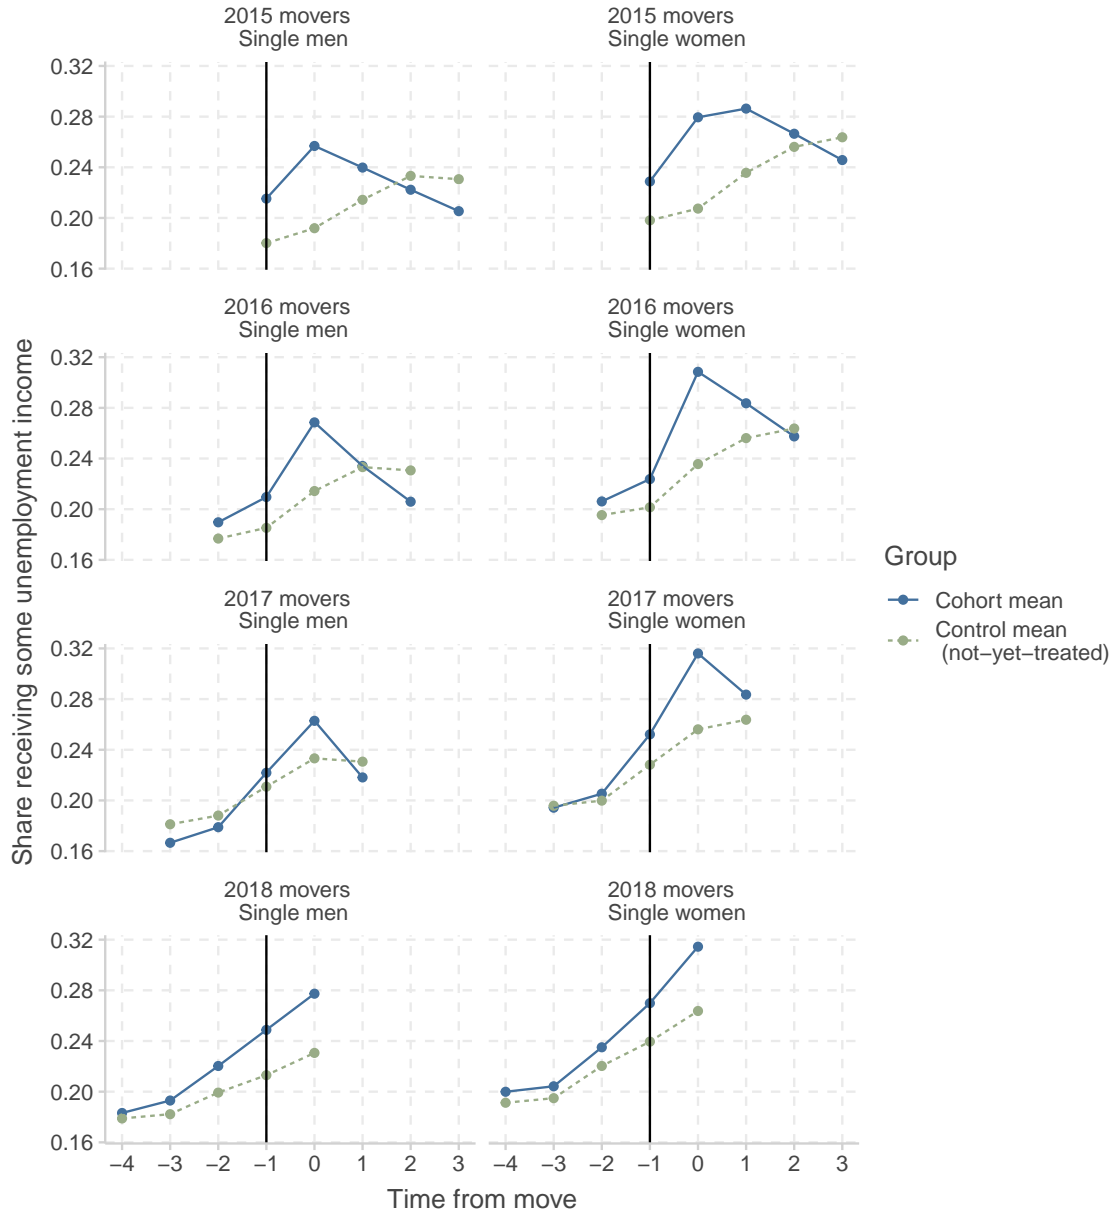 2015 movers
Single men
2015 movers
Single women
0.32
0.28
0.24
0.20
0.16
2016 movers
Single men
2016 movers
Single women
0.32
0.28
0.24
0.20
0.16
2017 movers
Single men
2017 movers
Single women
0.32
0.28
0.24
0.20
0.16
2018 movers
Single men
2018 movers
Single women
0.32
0.28
0.24
0.20
0.16
−4 −3 −2 −1 0 1 2 3
−4 −3 −2 −1 0 1 2 3
Time from move
Share receiving some unemployment income
Group
Cohort mean
Control mean
(not−yet−treated)